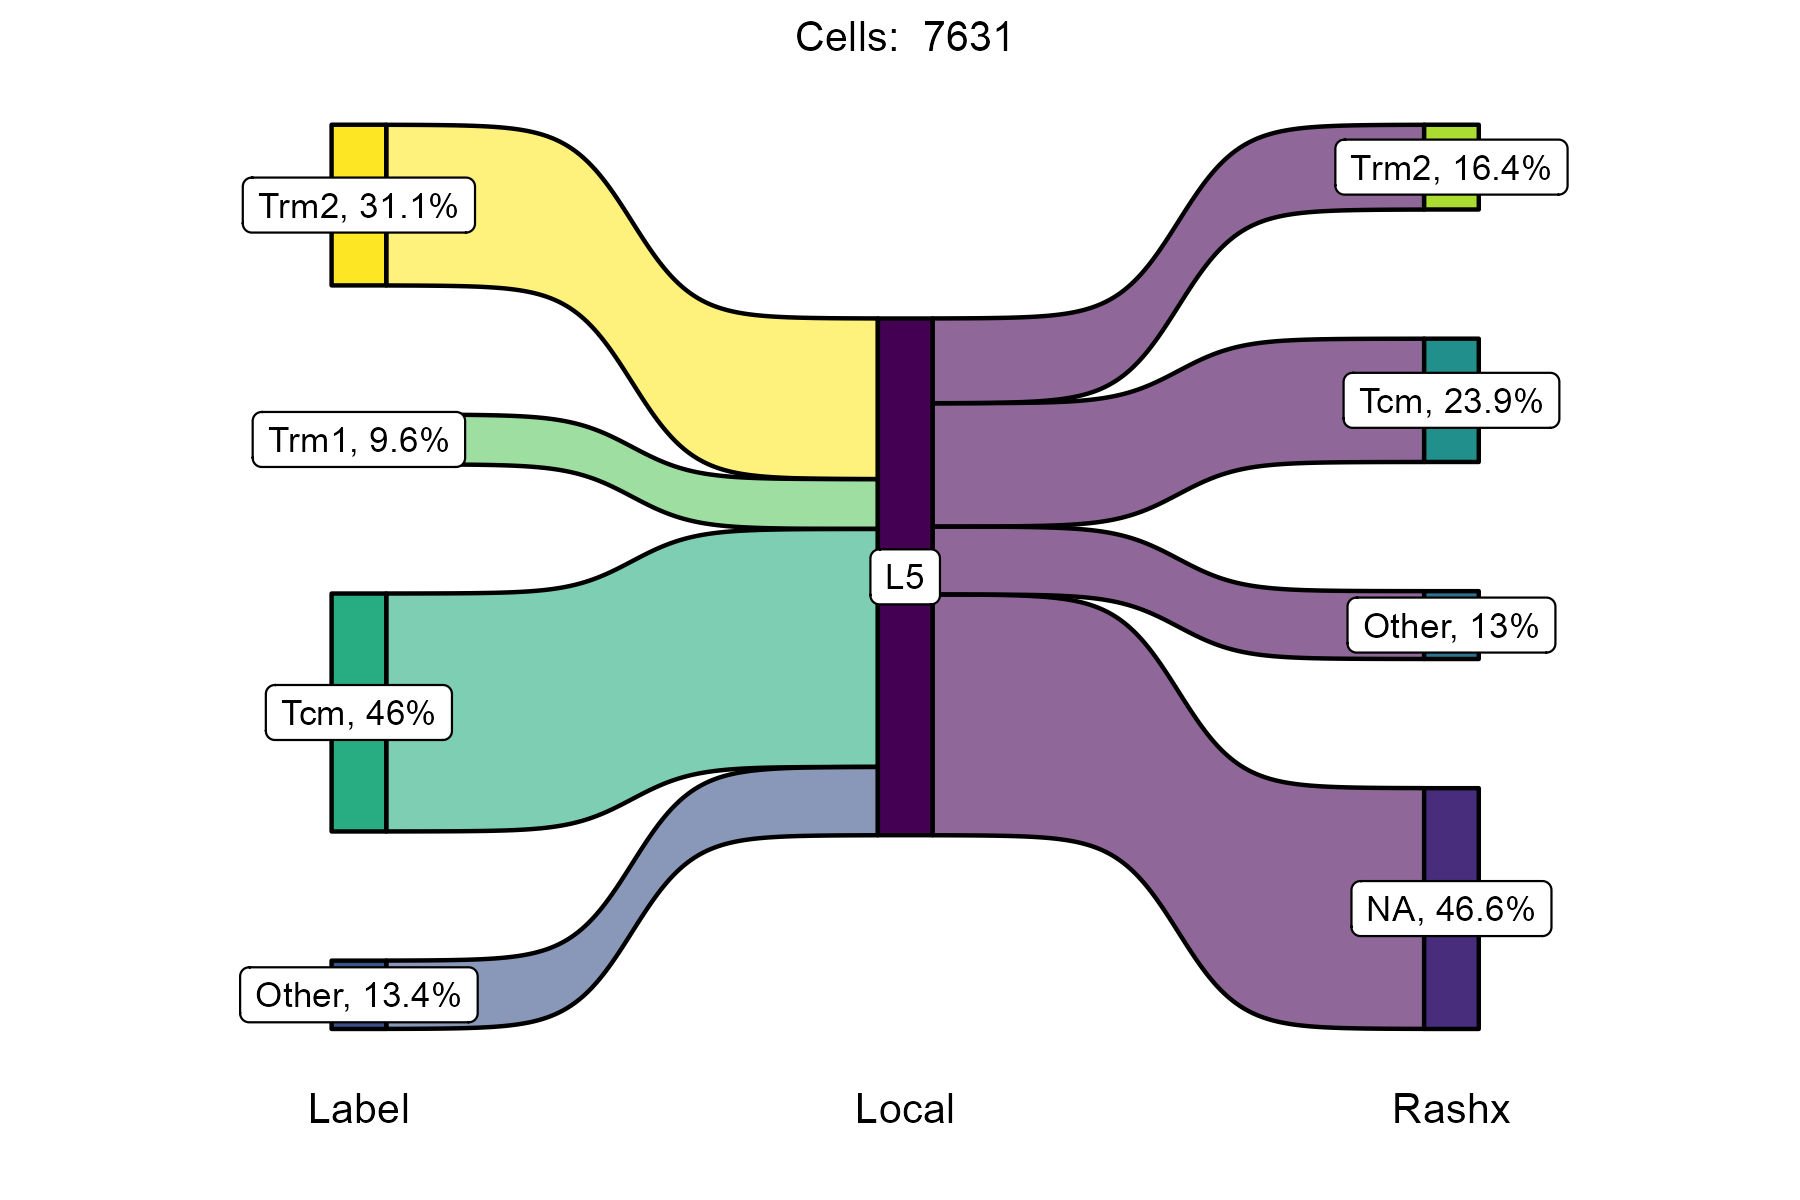 Cells:  7631
Trm2, 31.1%
Trm1, 9.6%
Tcm, 46%
Other, 13.4%
L5
Trm2, 16.4%
Tcm, 23.9%
Other, 13%
NA, 46.6%
Label
Local
Rashx